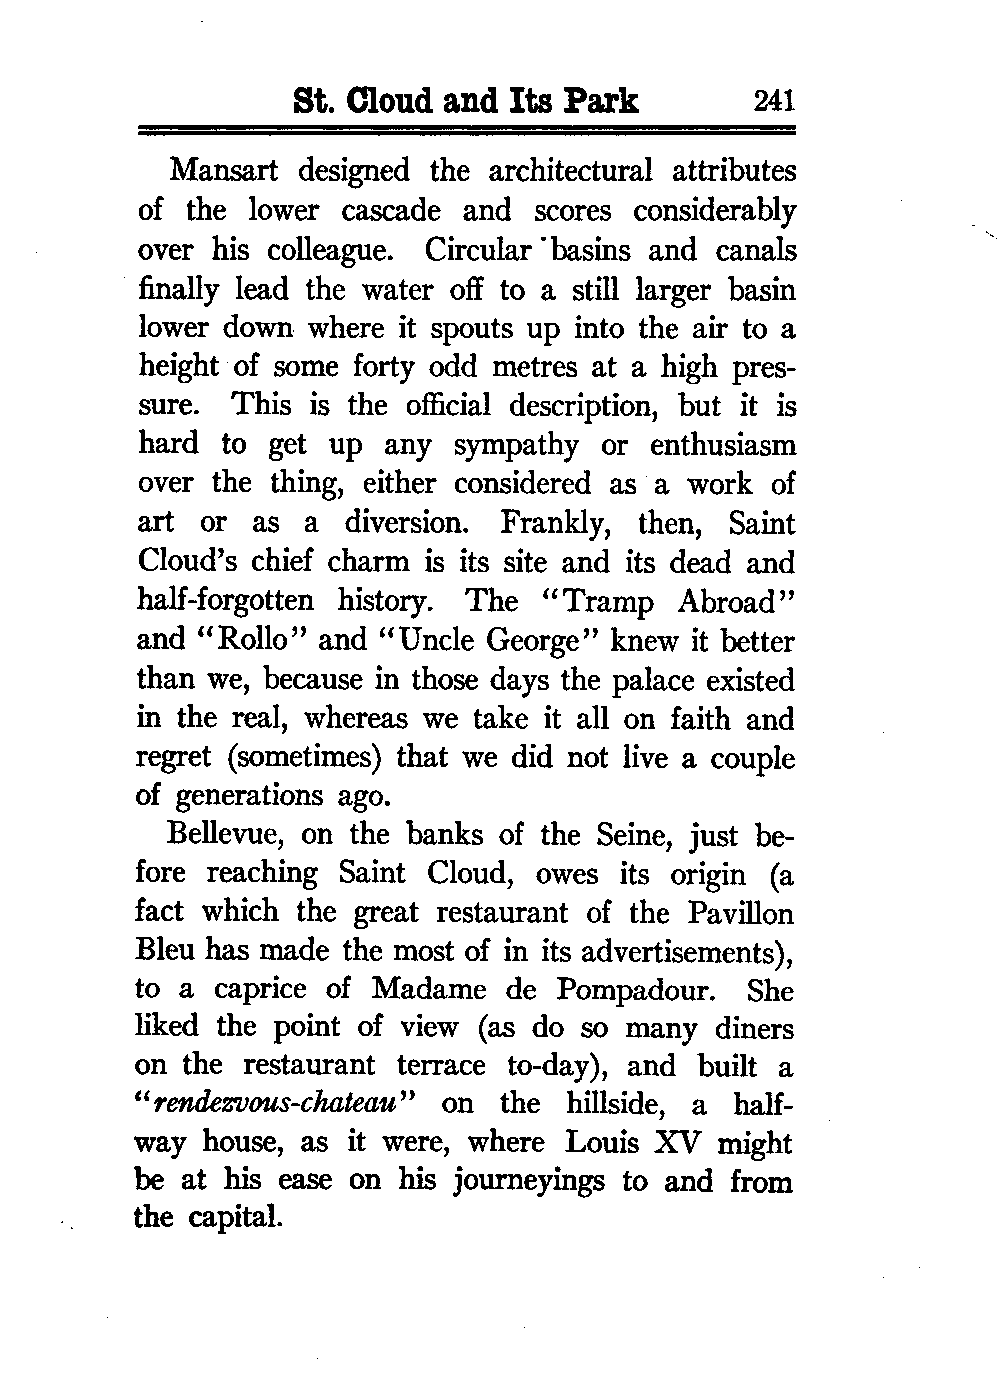 St. Cloud and Its Park 241
Mansart designed the architectural attributes
of the lower cascade and scores considerably
over his colleague. Circular basins and canals
finally lead the water off to a still larger basin
lower down where it spouts up into the air to a
height of some forty odd metres at a high pres-
sure. This is the official description, but it is
hard to get up any sympathy or enthusiasm
over the thing, either considered as a work of
art or as a diversion. Frankly, then, Saint
Cloud's chief charm is its site and its dead and
half-forgotten history. The "Tramp Abroad"
and "Rollo" and "Uncle George" knew it better
than we, because in those days the palace existed
in the real, whereas we take it all on faith and
regret (sometimes) that we did not live a couple
of generations ago.
Bellevue, on the banks of the Seine, just be-
fore reaching Saint Cloud, owes its origin (a
fact which the great restaurant of the Pavillon
Bleu has made the most of in its advertisements),
to a caprice of Madame de Pompadour. She
liked the point of view (as do so many diners
on the restaurant terrace to-day), and built a
"rendezvous-chateau" on the hillside, a half-
way house, as it were, where Louis XV might
be at his ease on his journeyings to and from
the capital.